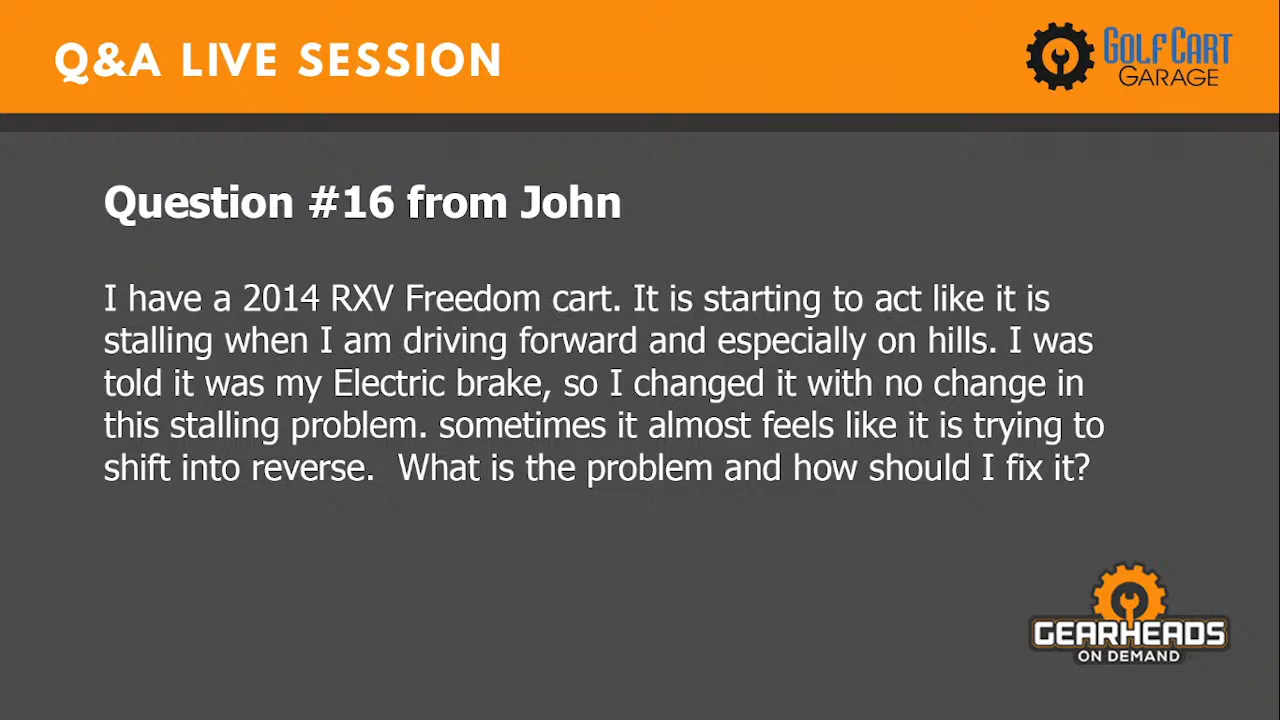 Q&A LIVE SESSION
GOLF CART
GARAGE
Question #16 from John
I have a 2014 RXV Freedom cart. It is starting to act like it is
stalling when I am driving forward and especially on hills. I was
told it was my Electric brake, so I changed it with no change in
this stalling problem. sometimes it almost feels like it is trying to
shift into reverse.  What is the problem and how should I fix it?
GEARHEADS
ON DEMAND